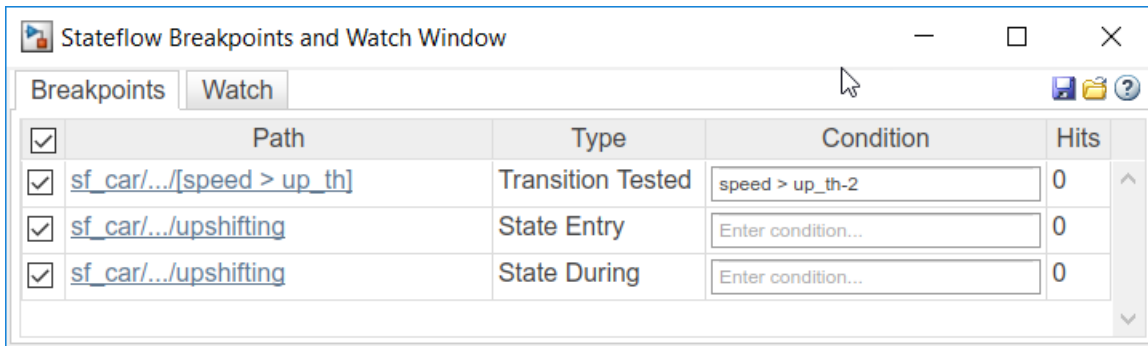 Stateflow Breakpoints and Watch Window
Breakpoints Watch
Path Type Condition Hits
sf_car/.../[speed > up_th] Transition Tested speed > up_th-2 0
sf_car/.../upshifting State Entry Enter condition... 0
sf_car/.../upshifting State During Enter condition... 0